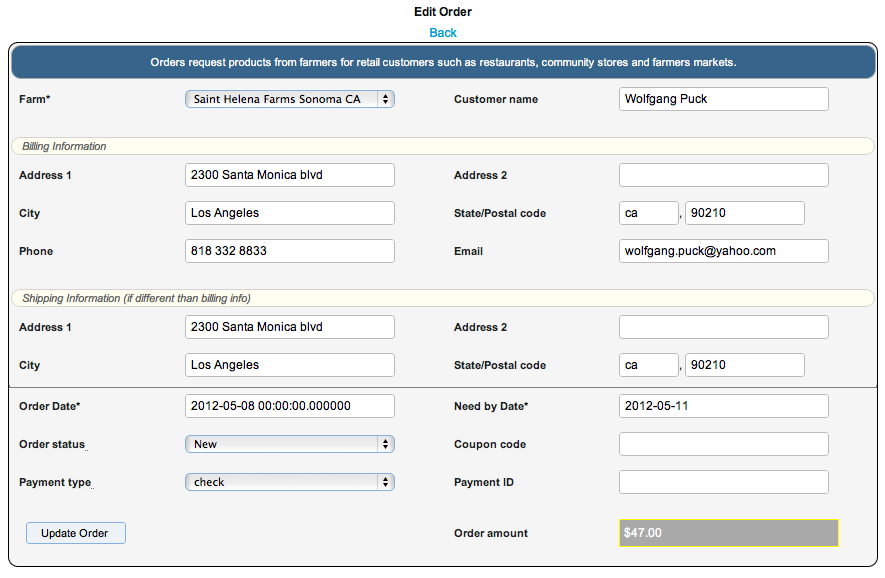 Edit Order
Back
Orders request products from farmers for retail customers such as restaurants, community stores and farmers markets.
Farm* Saint Helena Farms Sonoma CA Customer name Wolfgang Puck
Billing Information
Address 1 2300 Santa Monica blvd Address 2
City Los Angeles State/Postal code ca , 90210
Phone 818 332 8833 Email wolfgang.puck@yahoo.com
Shipping Information (if different than billing info)
Address 1 2300 Santa Monica blvd Address 2
City Los Angeles State/Postal code ca , 90210
Order Date* 2012-05-08 00:00:00.000000 Need by Date* 2012-05-11
Order status New Coupon code
Payment type check Payment ID
Update Order Order amount $47.00